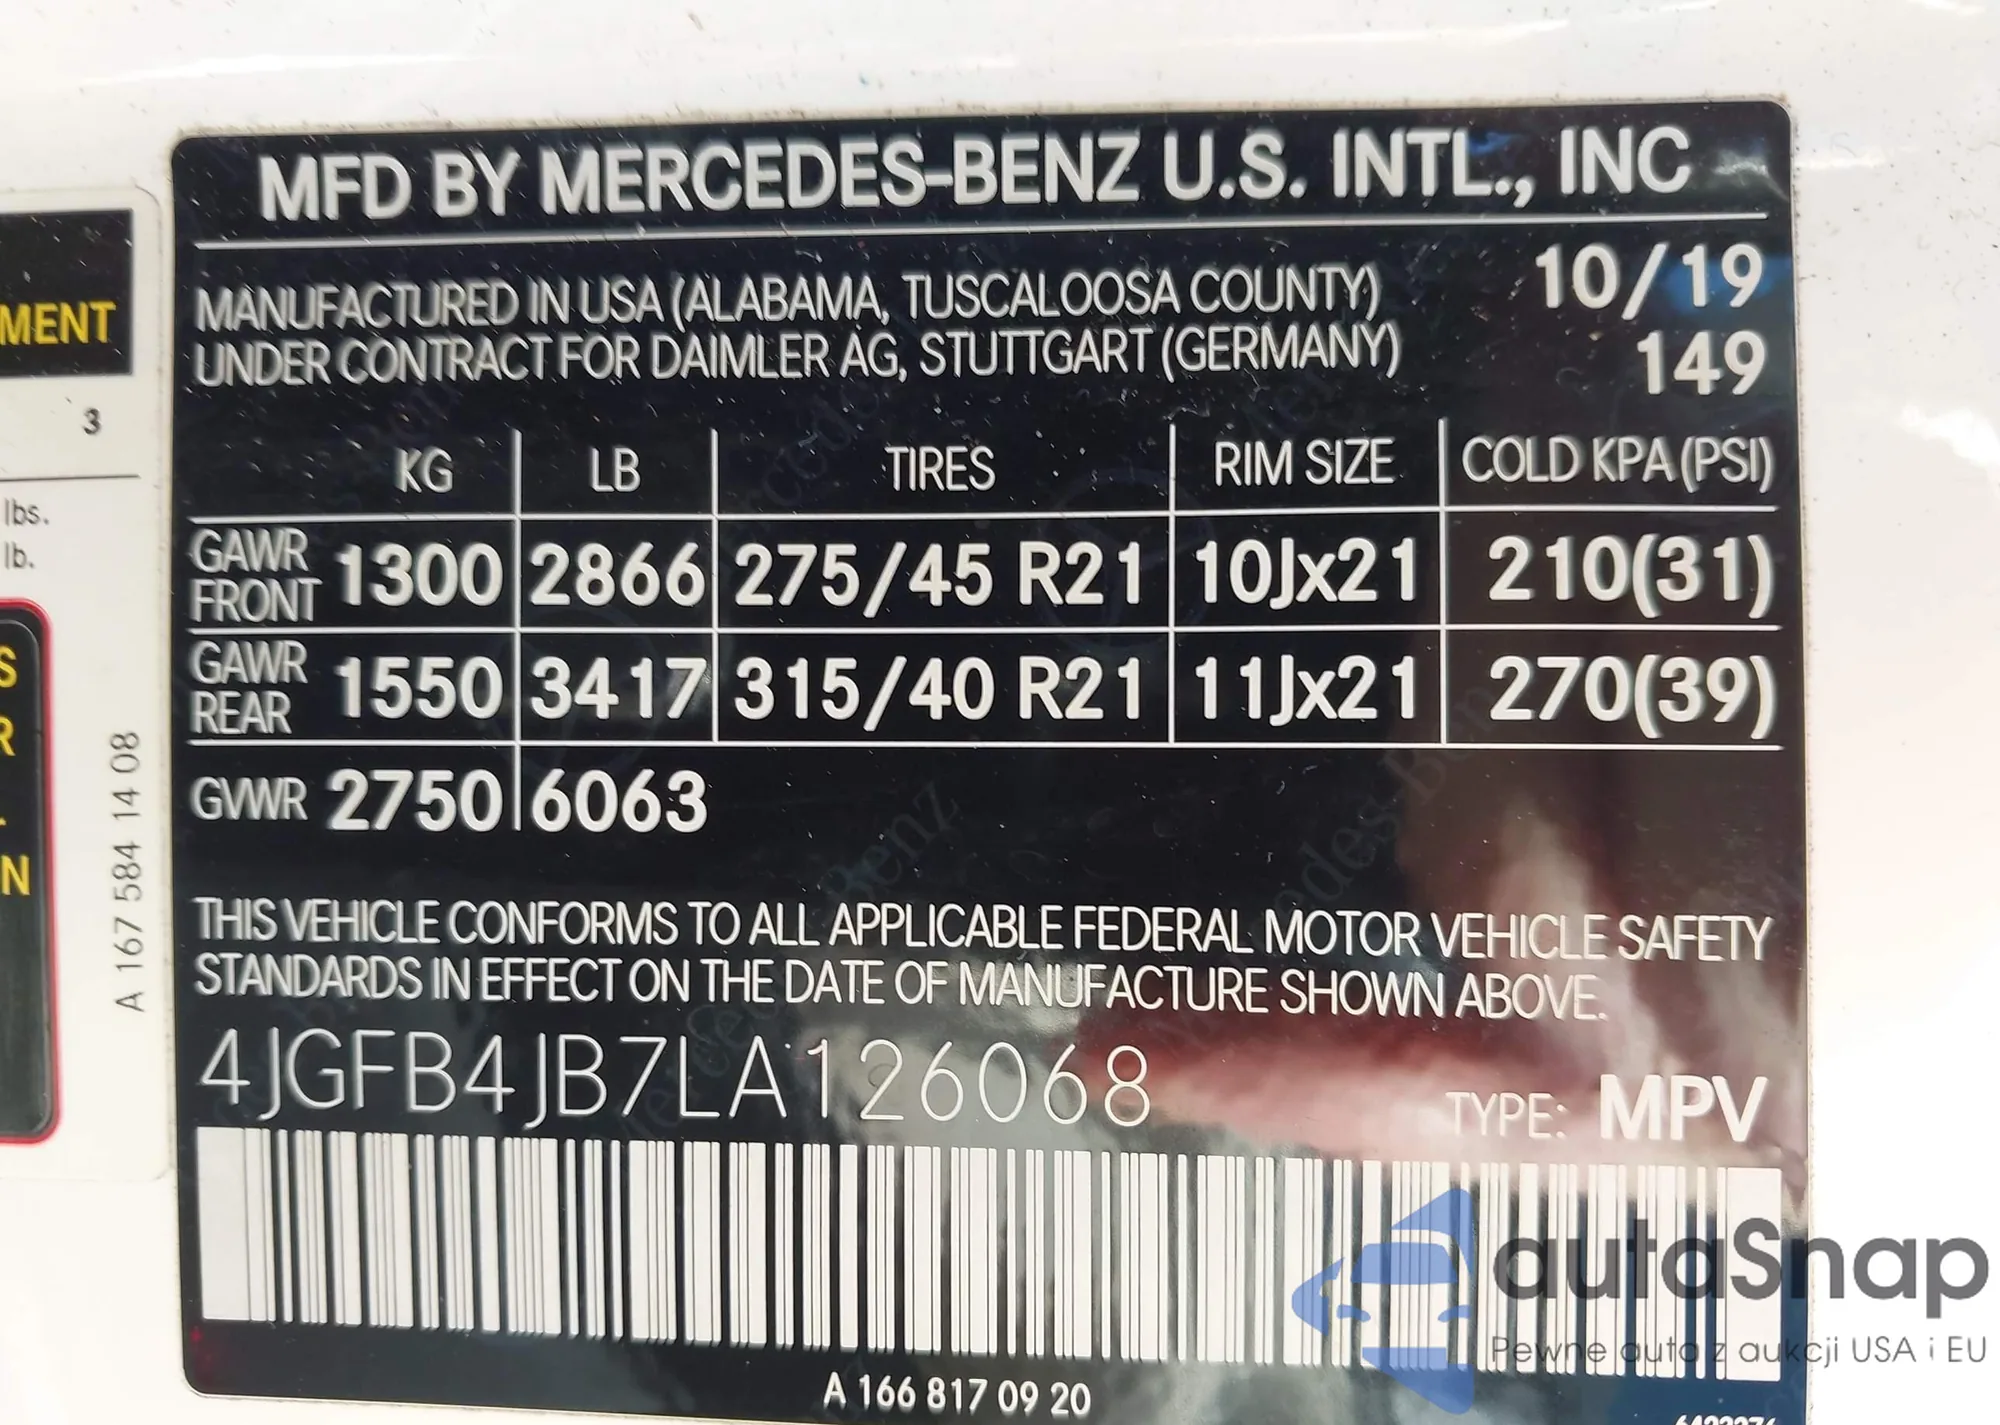 MFD BY MERCEDES-BENZ U.S. INTL., INC
MANUFACTURED IN USA (ALABAMA, TUSCALOOSA COUNTY) 10/19
UNDER CONTRACT FOR DAIMLER AG, STUTTGART (GERMANY) 149
KG LB TIRES RIM SIZE COLD KPA (PSI)
GAWR FRONT 1300 2866 275/45 R21 10Jx21 210(31)
GAWR REAR 1550 3417 315/40 R21 11Jx21 270(39)
GVWR 2750 6063
THIS VEHICLE CONFORMS TO ALL APPLICABLE FEDERAL MOTOR VEHICLE SAFETY
STANDARDS IN EFFECT ON THE DATE OF MANUFACTURE SHOWN ABOVE.
4JGFB4JB7LA126068 TYPE: MPV
A 166 817 09 20
MENT
3
lbs.
lb.
S
R
N
A 167 584 14 08
autoSnap
Pewne auto z aukcji USA i EU